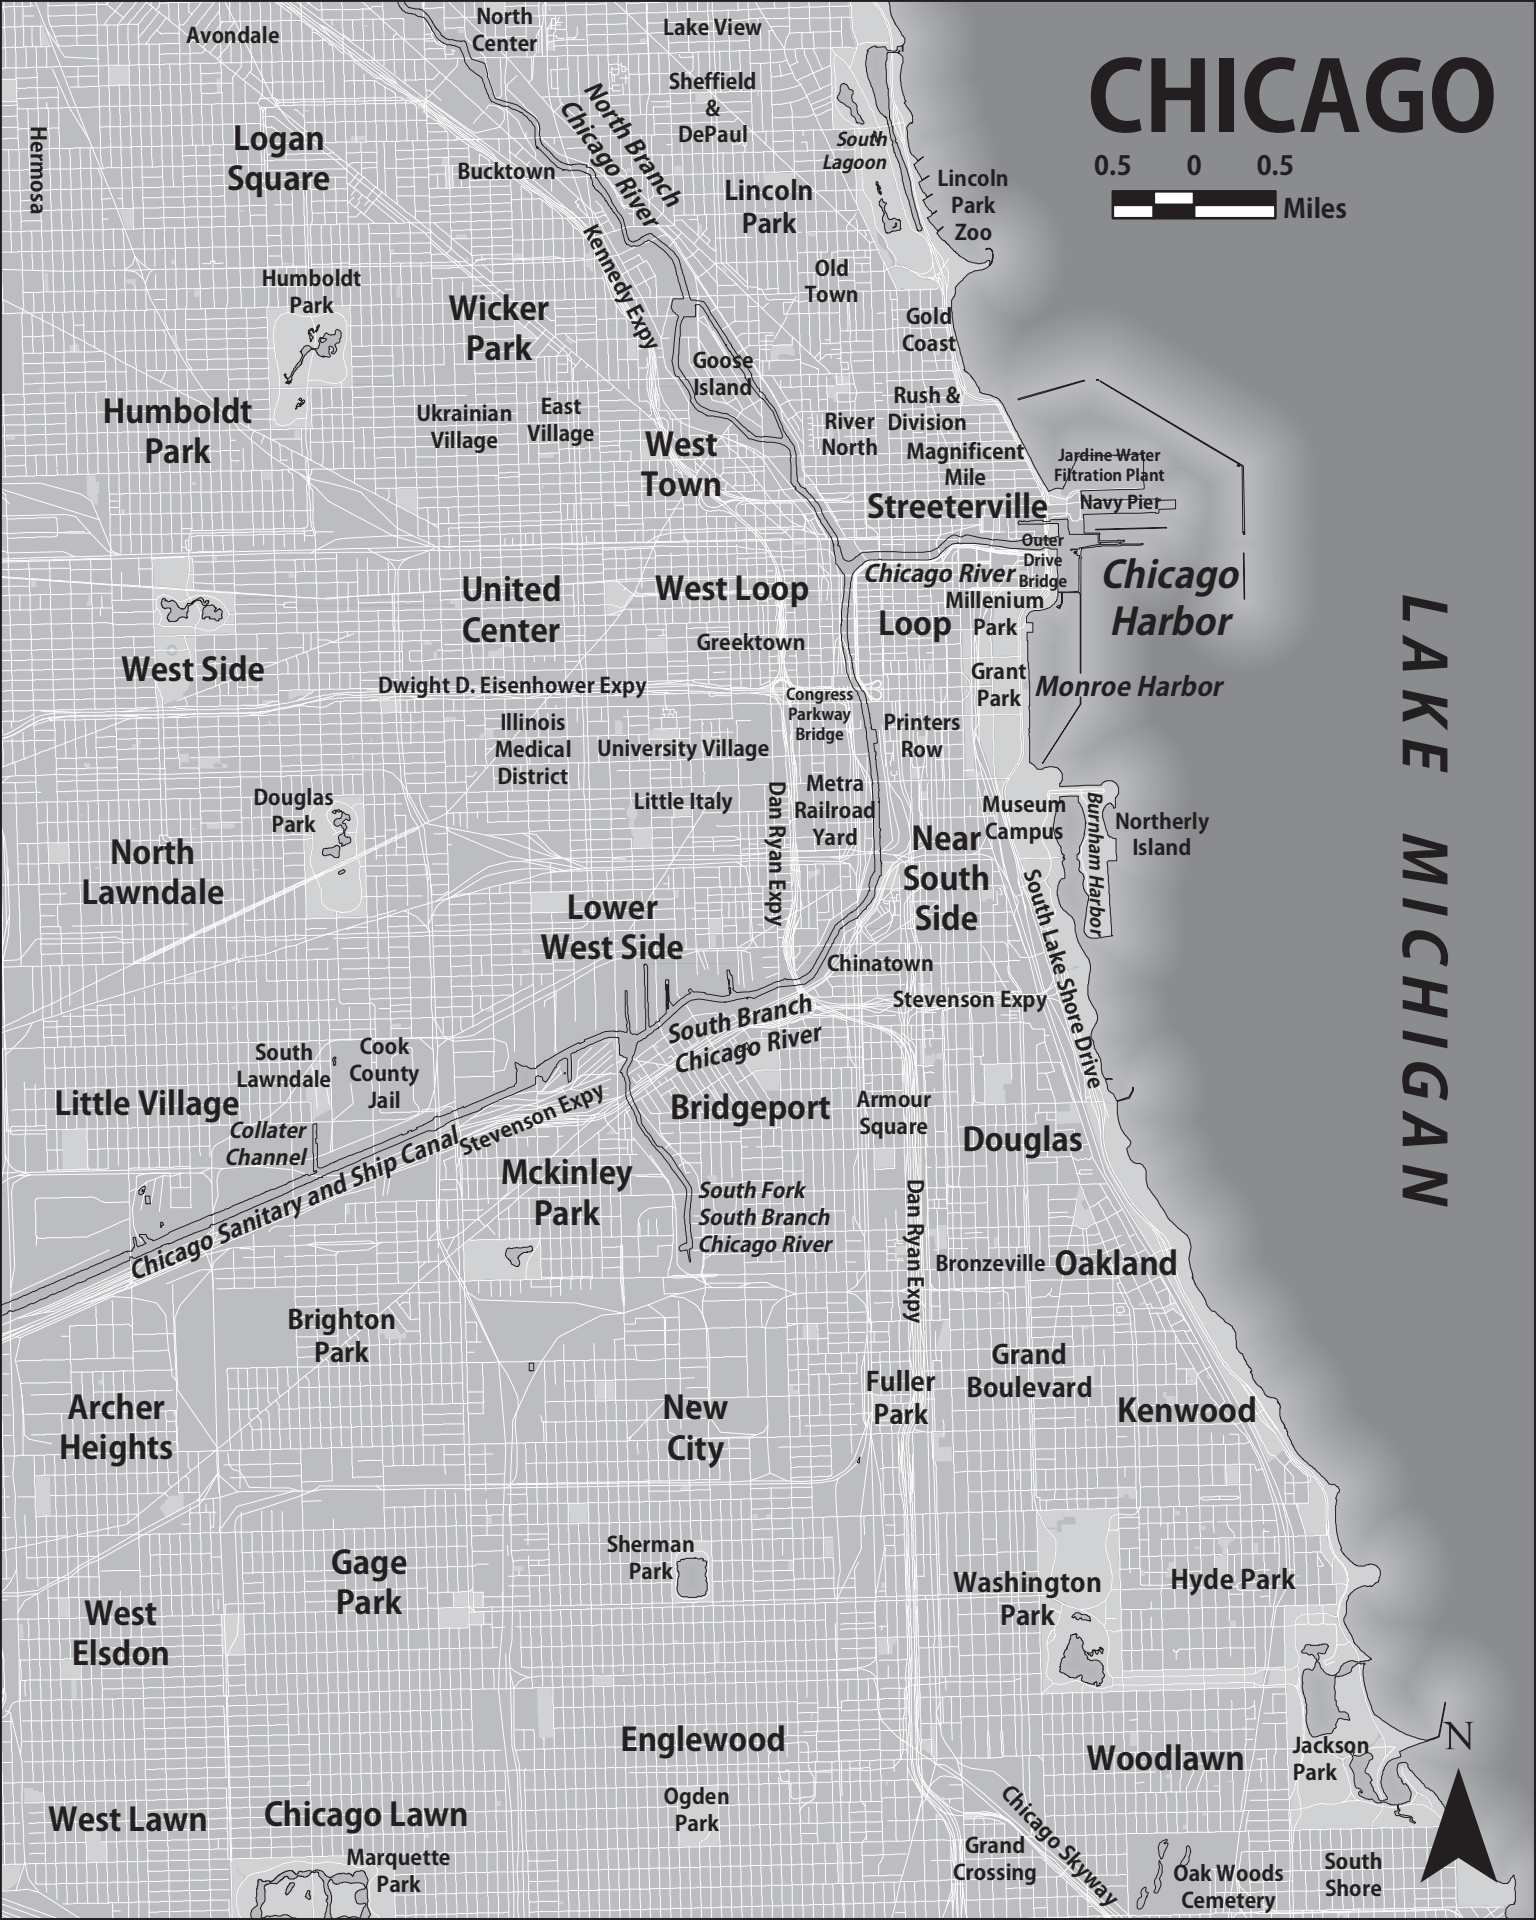 CHICAGO
0.5 0 0.5
Miles
Avondale
North
Center
Lake View
Sheffield
&
DePaul
Hermosa
Logan
Square
Bucktown
North Branch
Chicago River
South
Lagoon
Lincoln
Park
Lincoln
Park
Zoo
Kennedy Expy
Humboldt
Park
Wicker
Park
Old
Town
Gold
Coast
Goose
Island
Humboldt
Park
Ukrainian
Village
East
Village
West
Town
River
North
Rush &
Division
Magnificent
Mile
Streeterville
Jardine Water
Filtration Plant
Navy Pier
Outer
Drive
Bridge
Chicago River
Chicago
Harbor
United
Center
West Loop
Millenium
Park
Loop
Greektown
West Side
Dwight D. Eisenhower Expy
Grant
Park
Monroe Harbor
Congress
Parkway
Bridge
Printers
Row
Illinois
Medical
District
University Village
Little Italy
Dan Ryan Expy
Metra
Railroad
Yard
Douglas
Park
Museum
Campus
Burnham Harbor
Northerly
Island
North
Lawndale
Near
South
Side
Lower
West Side
South Lake Shore Drive
LAKE MICHIGAN
Chinatown
Stevenson Expy
South Branch
Chicago River
South
Lawndale
Cook
County
Jail
Little Village
Collater
Channel
Stevenson Expy
Bridgeport
Armour
Square
Douglas
Chicago Sanitary and Ship Canal
Mckinley
Park
South Fork
South Branch
Chicago River
Dan Ryan Expy
Bronzeville
Oakland
Brighton
Park
Grand
Boulevard
Fuller
Park
Kenwood
Archer
Heights
New
City
Sherman
Park
Gage
Park
Washington
Park
Hyde Park
West
Elsdon
Englewood
Woodlawn
Jackson
Park
N
Ogden
Park
West Lawn
Chicago Lawn
Marquette
Park
Chicago Skyway
Grand
Crossing
Oak Woods
Cemetery
South
Shore